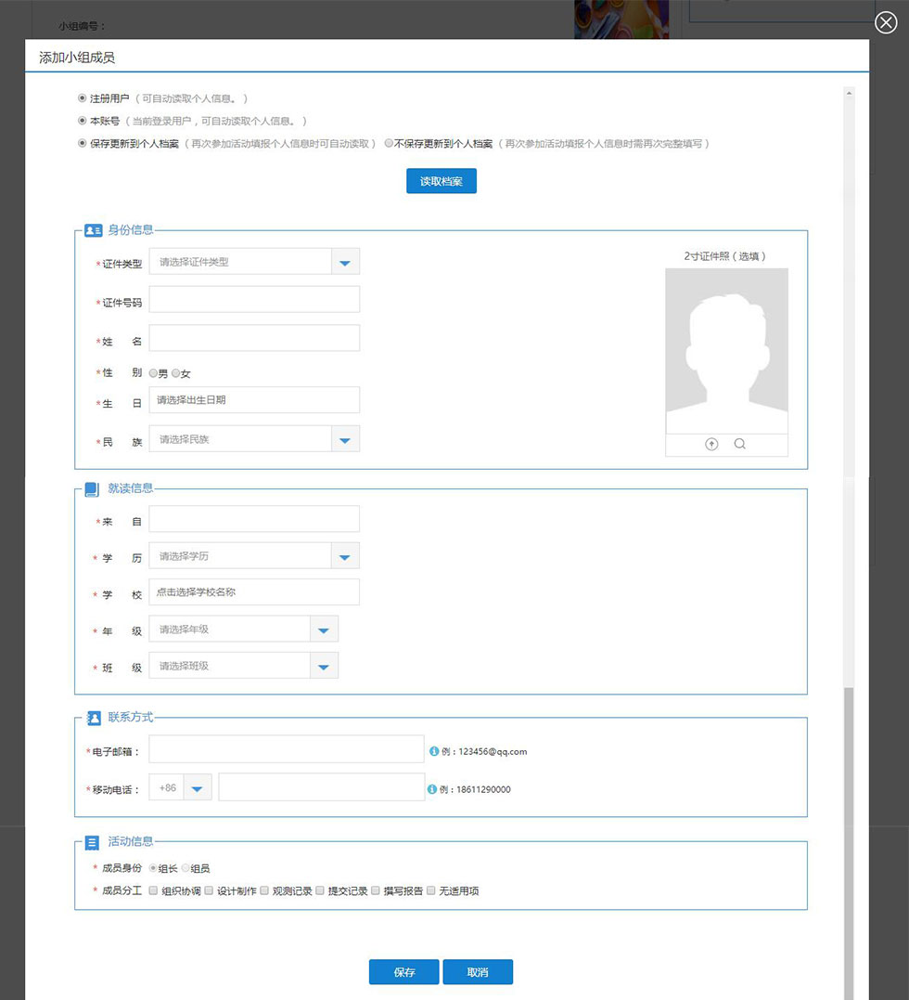 小组编号：
添加小组成员
注册用户（可自动读取个人信息。）
本账号（当前登录用户，可自动读取个人信息。）
保存更新到个人档案（再次参加活动填报个人信息时可自动读取） 不保存更新到个人档案（再次参加活动填报个人信息时需再次完整填写）
读取档案
身份信息
*证件类型 请选择证件类型
2寸证件照（选填）
*证件号码
*姓 名
*性 别 男 女
*生 日 请选择出生日期
*民 族 请选择民族
就读信息
*来 自
* 学 历 请选择学历
* 学 校 点击选择学校名称
* 年 级 请选择年级
* 班 级 请选择班级
联系方式
*电子邮箱： 例：123456@qq.com
*移动电话： +86 例：18611290000
活动信息
* 成员身份 组长 组员
* 成员分工 组织协调 设计制作 观测记录 提交记录 撰写报告 无适用项
保存 取消